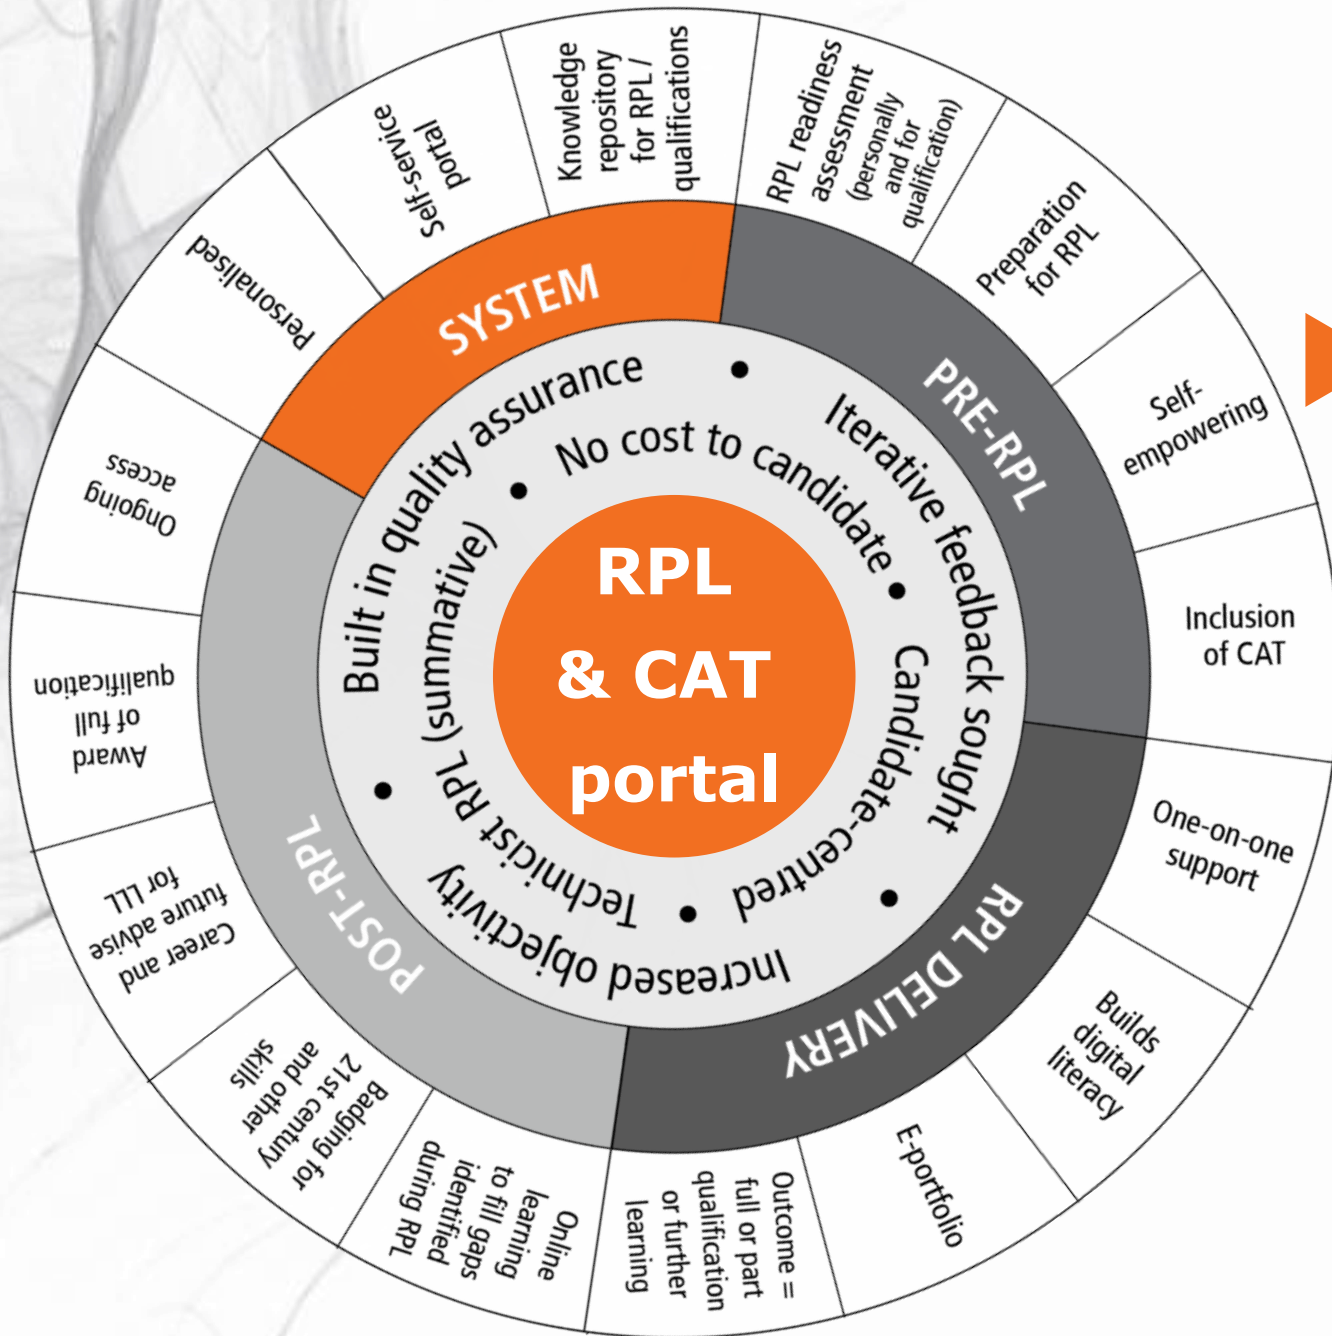 RPL
& CAT
portal
No cost to candidate
Candidate-centred
Technicist RPL (summative)
Built in quality assurance
Iterative feedback sought
Increased objectivity
SYSTEM
PRE-RPL
RPL DELIVERY
POST-RPL
Personalised
Self-service
portal
Knowledge
repository
for RPL /
qualifications
RPL readiness
assessment
(personally
and for
qualification)
Preparation
for RPL
Self-
empowering
Inclusion
of CAT
One-on-one
support
Builds
digital
literacy
E-portfolio
Outcome =
full or part
qualification
or further
learning
Online
learning
to fill gaps
identified
during RPL
Badging for
21st century
and other
skills
Career and
future advise
for LLL
Award
of full
qualification
Ongoing
access